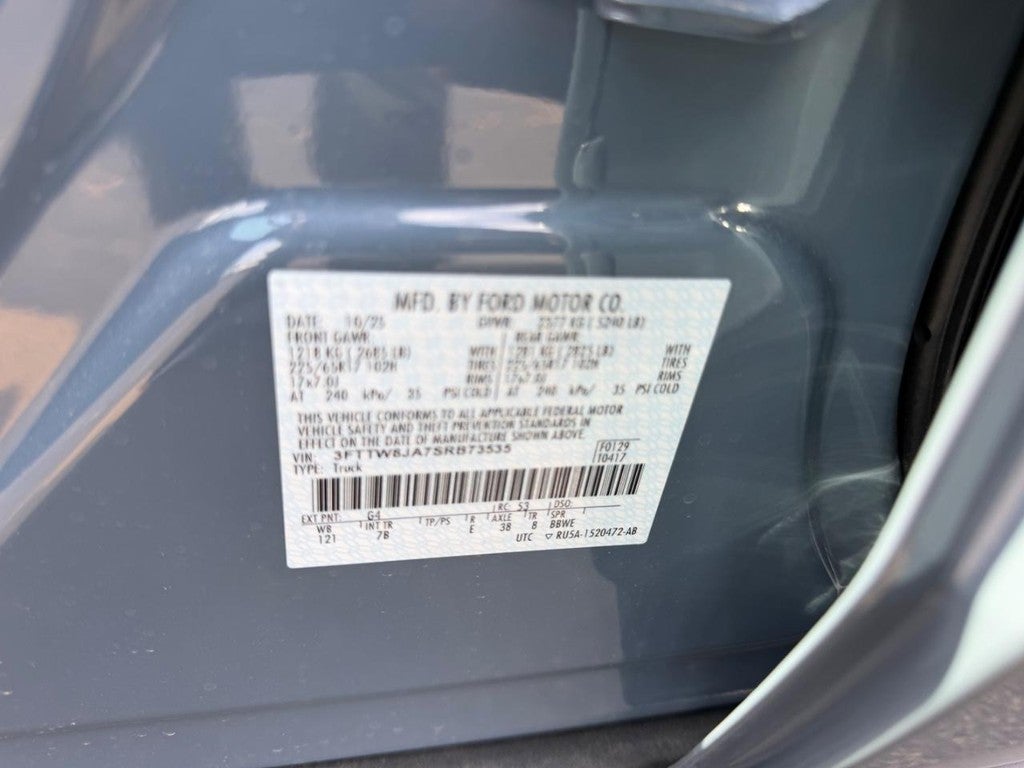 MFD. BY FORD MOTOR CO.
DATE: 10/25 GVWR: 2377 KG ( 5240 LB)
FRONT GAWR: REAR GAWR:
1218 KG ( 2685 LB) WITH 1281 KG ( 2825 LB) WITH
225/65R17 102H TIRES 225/65R17 102H TIRES
17x7.0J RIMS 17x7.0J RIMS
AT 240 kPa/ 35 PSI COLD AT 240 kPa/ 35 PSI COLD
THIS VEHICLE CONFORMS TO ALL APPLICABLE FEDERAL MOTOR
VEHICLE SAFETY AND THEFT PREVENTION STANDARDS IN
EFFECT ON THE DATE OF MANUFACTURE SHOWN ABOVE.
VIN: 3FTTW8JA7SRB73535 F0129
TYPE: Truck T0417
EXT PNT: G4 RC: 53 DSO:
WB INT TR TP/PS R AXLE TR SPR
121 7B E 38 8 BBWE
UTC ▽ RU5A-1520472-AB